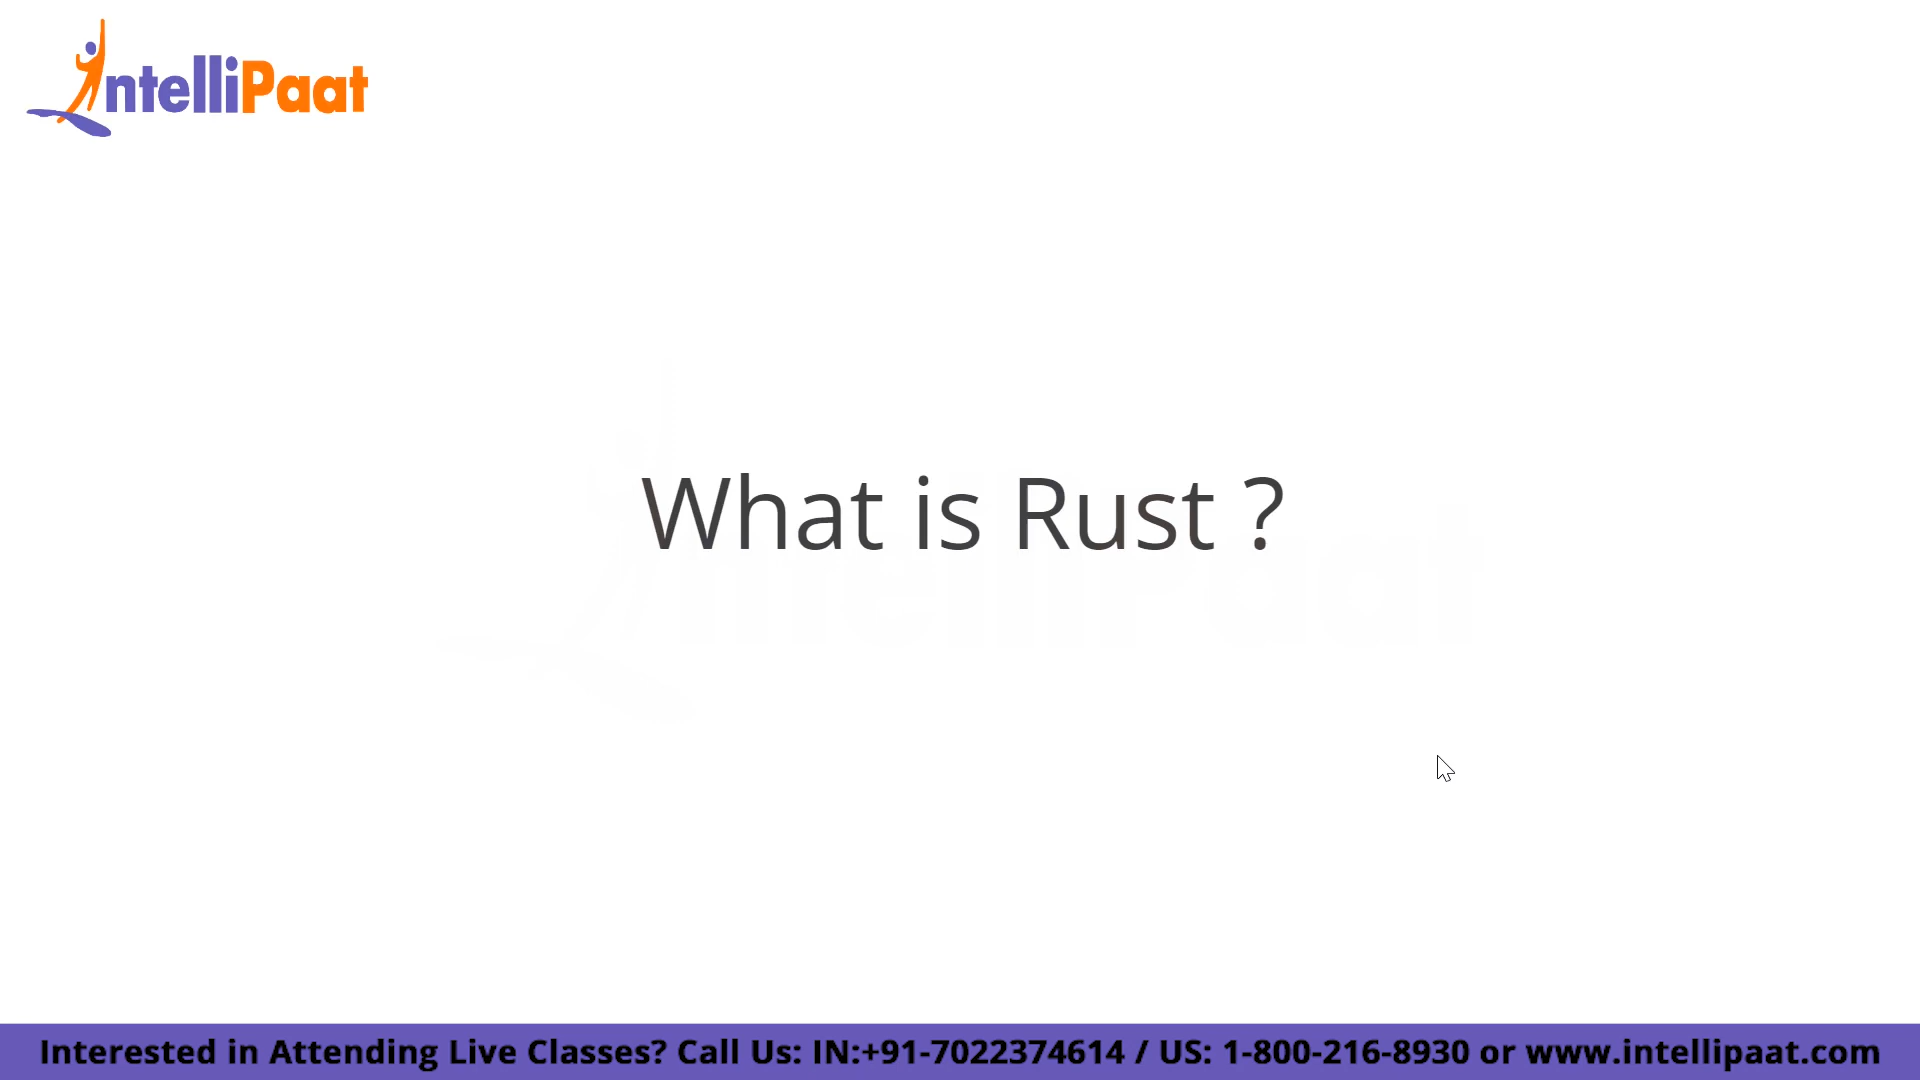 IntelliPaat
What is Rust ?
Interested in Attending Live Classes? Call Us: IN:+91-7022374614 / US: 1-800-216-8930 or www.intellipaat.com